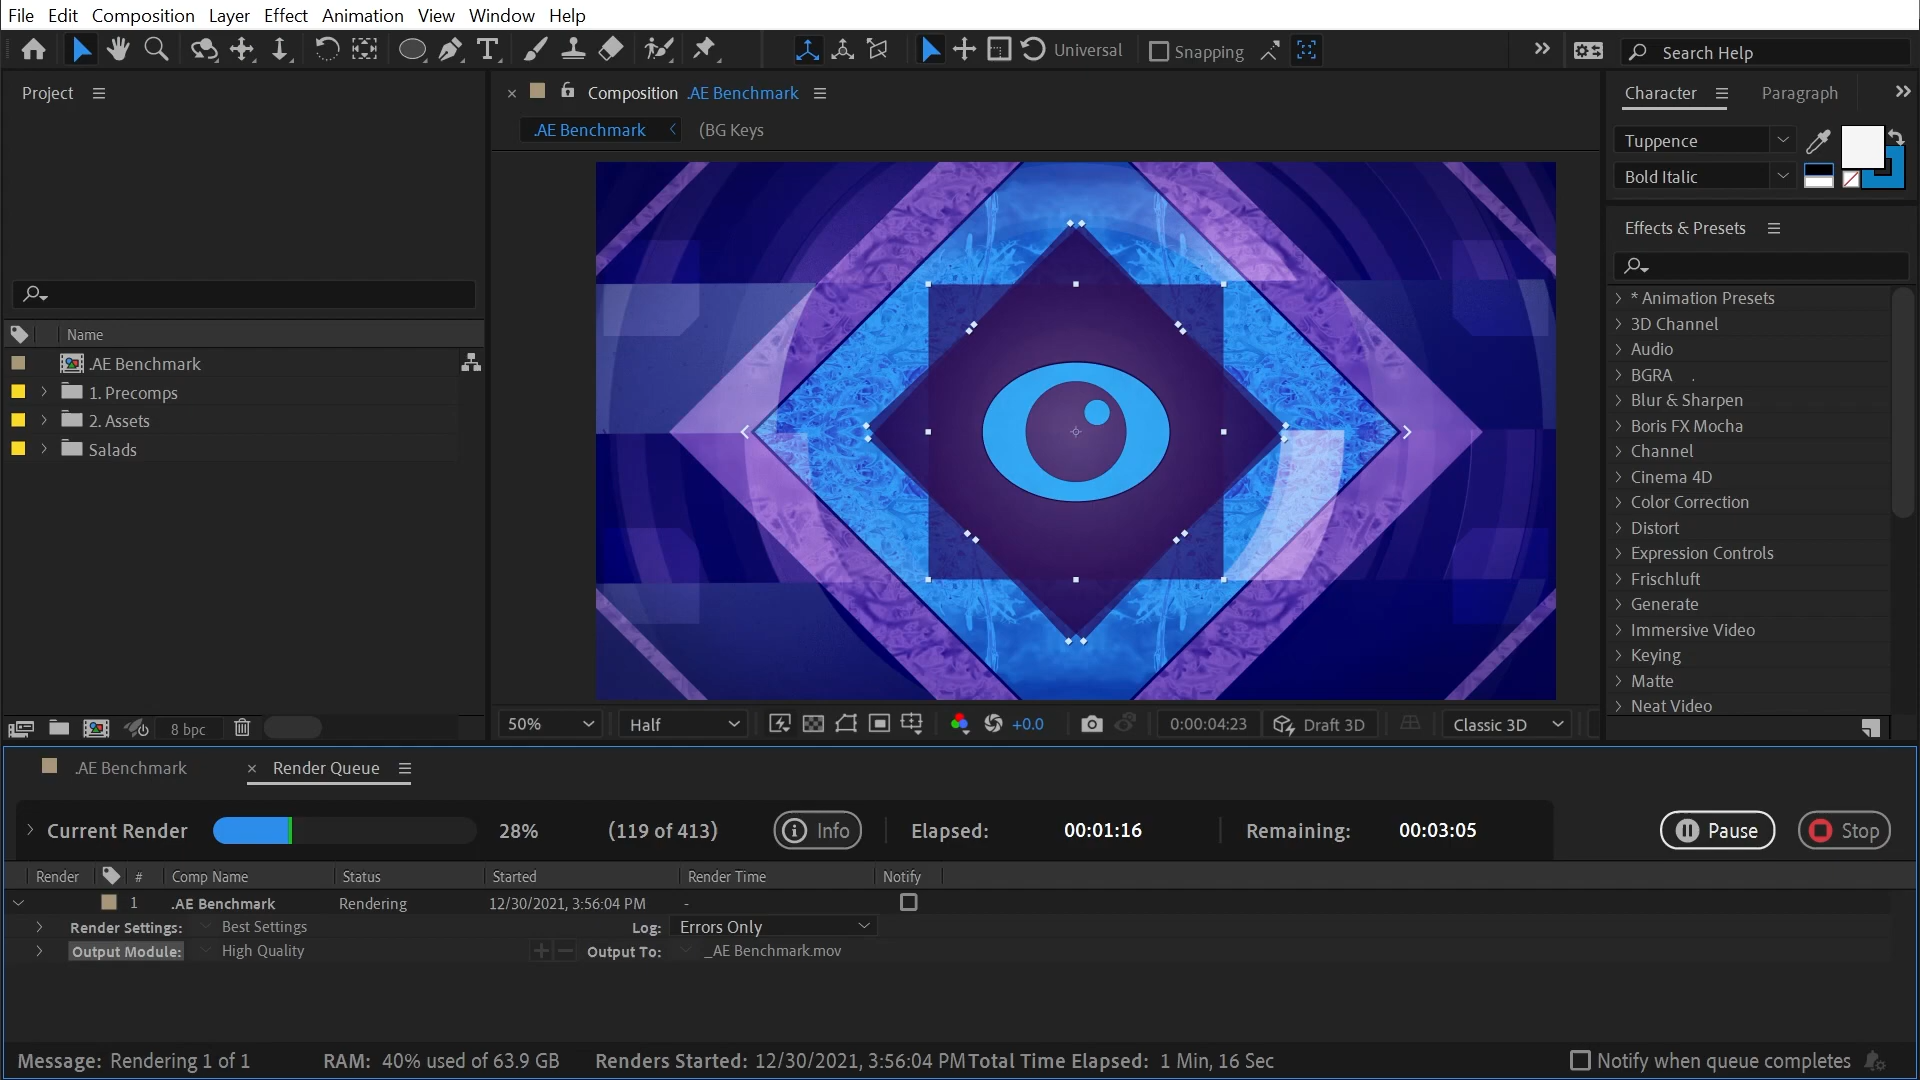 File Edit Composition Layer Effect Animation View Window Help
Universal Snapping Search Help
Project
Composition .AE Benchmark
.AE Benchmark (BG Keys
Name
.AE Benchmark
1. Precomps
2. Assets
Salads
8 bpc
50% Half +0.0 0:00:04:23 Draft 3D Classic 3D
Character Paragraph
Tuppence
Bold Italic
Effects & Presets
* Animation Presets
3D Channel
Audio
BGRA .
Blur & Sharpen
Boris FX Mocha
Channel
Cinema 4D
Color Correction
Distort
Expression Controls
Frischluft
Generate
Immersive Video
Keying
Matte
Neat Video
.AE Benchmark Render Queue
Current Render 28% (119 of 413) Info Elapsed: 00:01:16 Remaining: 00:03:05 Pause Stop
Render # Comp Name Status Started Render Time Notify
1 .AE Benchmark Rendering 12/30/2021, 3:56:04 PM -
Render Settings: Best Settings Log: Errors Only
Output Module: High Quality Output To: _AE Benchmark.mov
Message: Rendering 1 of 1 RAM: 40% used of 63.9 GB Renders Started: 12/30/2021, 3:56:04 PM Total Time Elapsed: 1 Min, 16 Sec Notify when queue completes